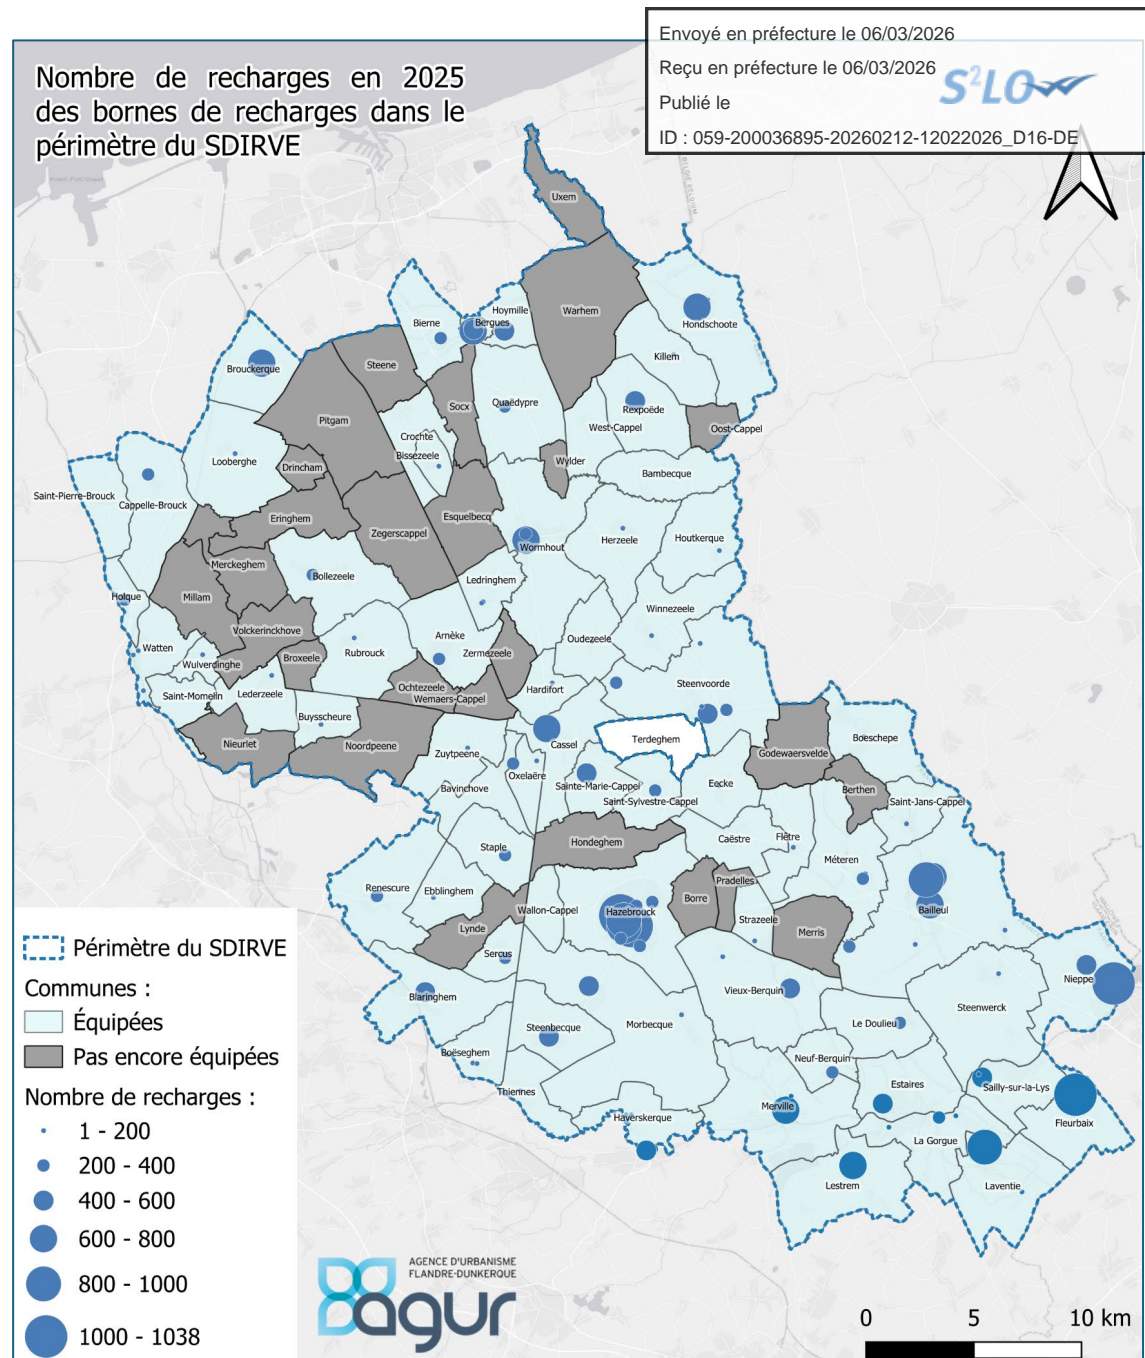 Envoyé en préfecture le 06/03/2026
Reçu en préfecture le 06/03/2026
S²LO
Publié le
ID : 059-200036895-20260212-12022026_D16-DE
Nombre de recharges en 2025
des bornes de recharges dans le
périmètre du SDIRVE
Uxem
Warhem
Hoymille
Bierne
Bergues
Hondschoote
Killem
Steene
Brouckerque
Socx
Quaëdypre
Rexpoëde
Pitgam
West-Cappel
Oost-Cappel
Crochte
Bissezeele
Looberghe
Drincham
Wylder
Bambecque
Saint-Pierre-Brouck
Cappelle-Brouck
Eringhem
Esquelbecq
Zegerscappel
Wormhout
Herzeele
Houtkerque
Merckeghem
Bollezeele
Ledringhem
Holque
Millam
Winnezeele
Volckerinckhove
Arnèke
Oudezeele
Watten
Rubrouck
Zermezeele
Wulverdinghe
Broxeele
Ochtezeele
Hardifort
Steenvoorde
Saint-Momelin
Lederzeele
Wemaers-Cappel
Buysscheure
Terdeghem
Boeschepe
Nieurlet
Noordpeene
Zuytpeene
Cassel
Godewaersvelde
Oxelaëre
Bavinchove
Sainte-Marie-Cappel
Eecke
Berthen
Saint-Sylvestre-Cappel
Saint-Jans-Cappel
Hondeghem
Caëstre
Flêtre
Staple
Méteren
Renescure
Ebblinghem
Pradelles
Wallon-Cappel
Hazebrouck
Borre
Bailleul
Lynde
Strazeele
Merris
Sercus
Nieppe
Blaringhem
Vieux-Berquin
Steenwerck
Morbecque
Le Doulieu
Steenbecque
Boëseghem
Neuf-Berquin
Thiennes
Estaires
Sailly-sur-la-Lys
Merville
Haverskerque
Fleurbaix
La Gorgue
Lestrem
Laventie
Périmètre du SDIRVE
Communes :
Équipées
Pas encore équipées
Nombre de recharges :
1 - 200
200 - 400
400 - 600
600 - 800
800 - 1000
1000 - 1038
AGENCE D'URBANISME
FLANDRE-DUNKERQUE
agur
0 5 10 km